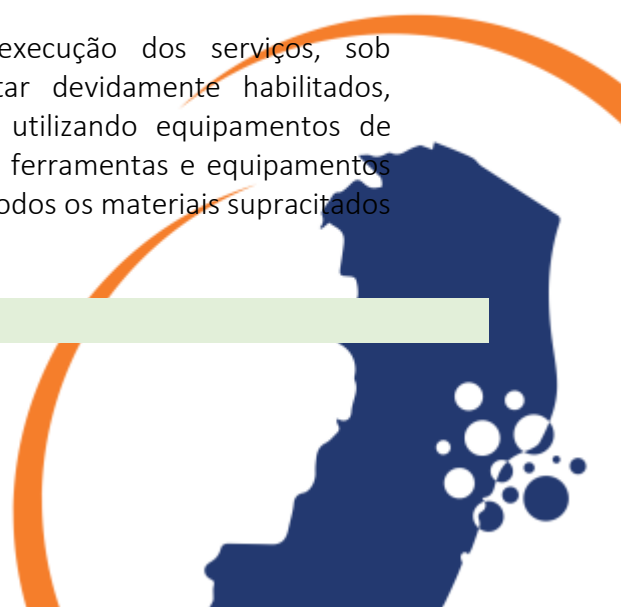 execução dos serviços, sob
tar devidamente habilitados,
utilizando equipamentos de
ferramentas e equipamentos
odos os materiais supracitados